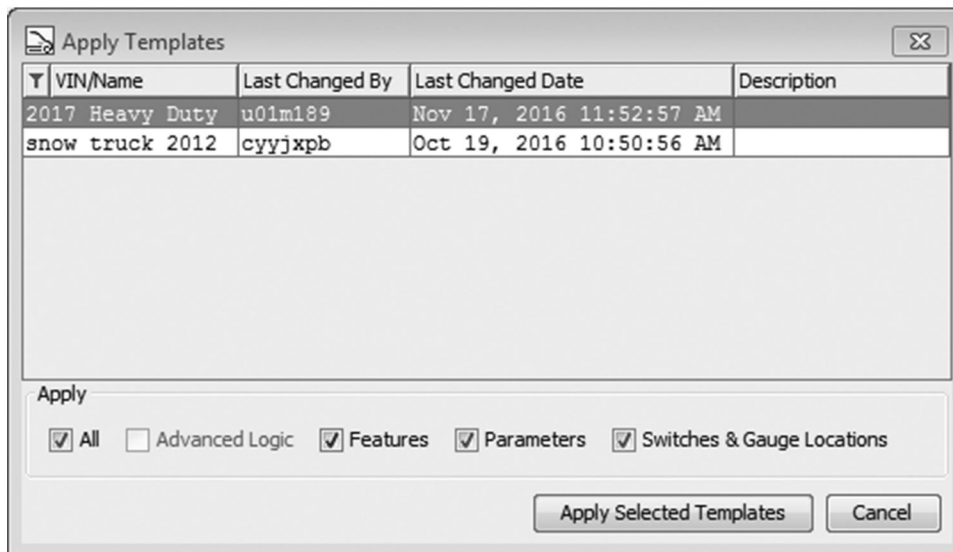 Apply Templates
VIN/Name Last Changed By Last Changed Date Description
2017 Heavy Duty u01m189 Nov 17, 2016 11:52:57 AM
snow truck 2012 cyyjxpb Oct 19, 2016 10:50:56 AM
Apply
All Advanced Logic Features Parameters Switches & Gauge Locations
Apply Selected Templates Cancel